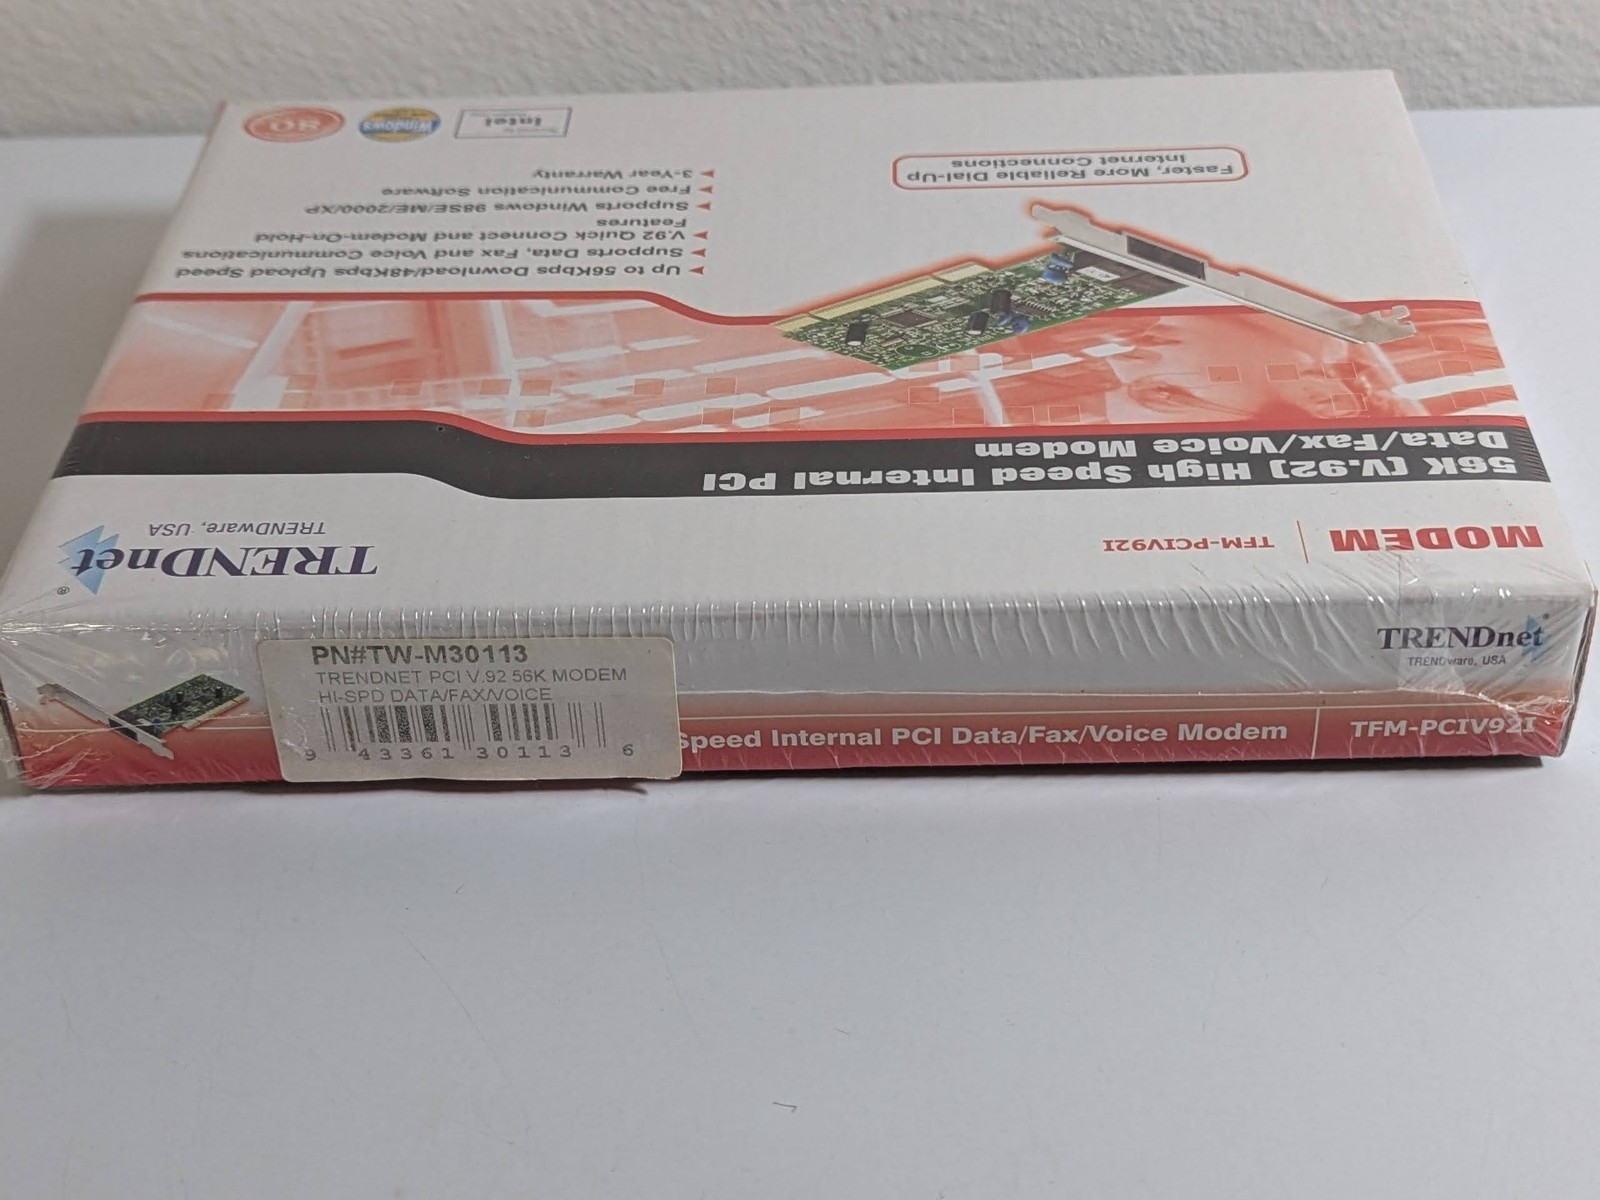 TRENDnet®
TRENDware, USA
MODEM | TFM-PCIV92I
56K (V.92) High Speed Internal PCI
Data/Fax/Voice Modem
Up to 56Kbps Download/48Kbps Upload Speed
Supports Data, Fax and Voice Communications
V.92 Quick Connect and Modem-On-Hold
Features
Supports Windows 98SE/ME/2000/XP
Free Communication Software
3-Year Warranty
Faster, More Reliable Dial-Up
Internet Connections
intel
Windows
PN#TW-M30113
TRENDNET PCI V.92 56K MODEM
HI-SPD DATA/FAX/VOICE
9 43361 30113 6
TRENDnet
TRENDware, USA
Speed Internal PCI Data/Fax/Voice Modem | TFM-PCIV92I